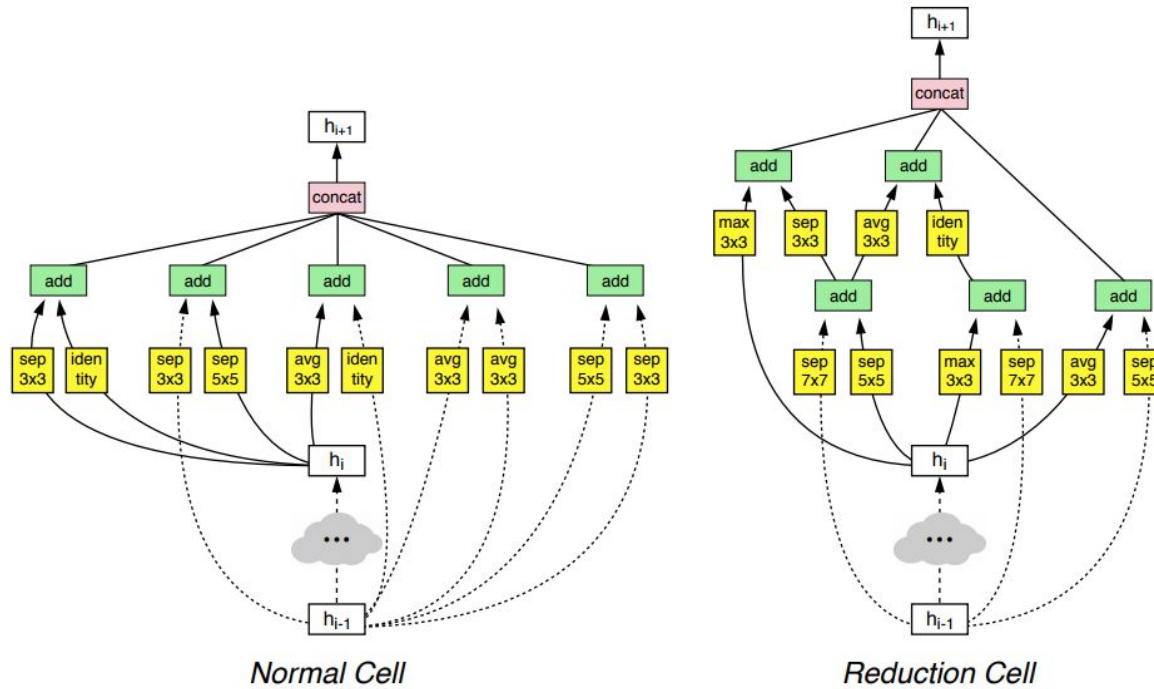 h_{i+1}
concat
add add add add add
sep 3x3 iden tity sep 3x3 sep 5x5 avg 3x3 iden tity avg 3x3 avg 3x3 sep 5x5 sep 3x3
h_i
...
h_{i-1}
Normal Cell
h_{i+1}
concat
add add
max 3x3 sep 3x3 avg 3x3 iden tity
add add add
sep 7x7 sep 5x5 max 3x3 sep 7x7 avg 3x3 sep 5x5
h_i
...
h_{i-1}
Reduction Cell